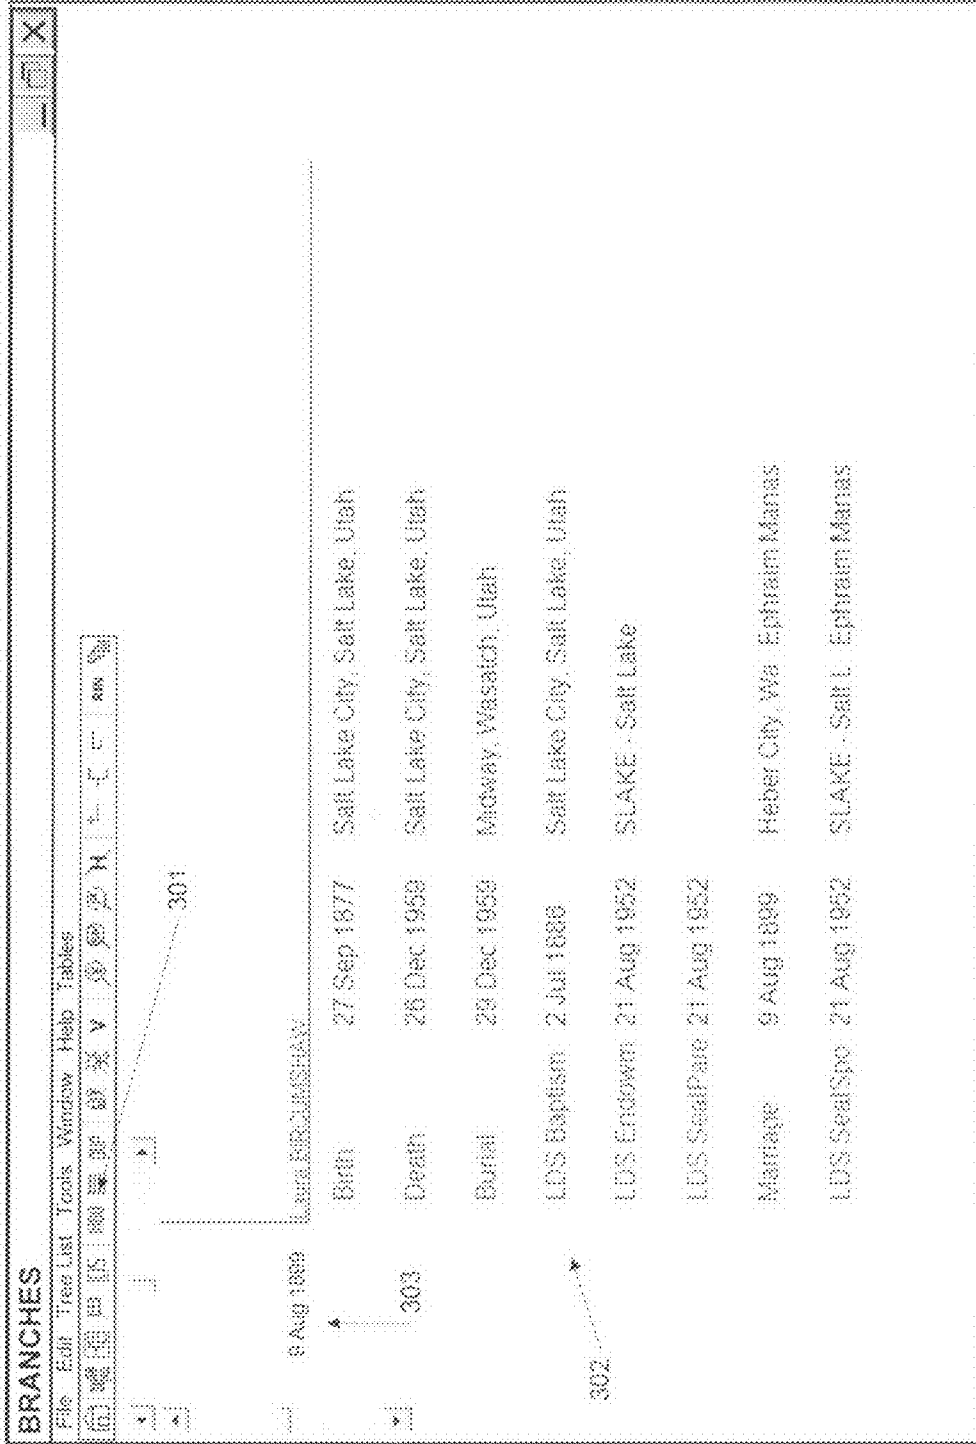 BRANCHES
File Edit Tree List Tools Window Help Tables
301
9 Aug 1899 Laura BIRCUMSHAW
303
Birth 27 Sep 1877 Salt Lake City, Salt Lake, Utah
Death 26 Dec 1959 Salt Lake City, Salt Lake, Utah
Burial 29 Dec 1959 Midway, Wasatch, Utah
LDS Baptism 2 Jul 1888 Salt Lake City, Salt Lake, Utah
302
LDS Endown 21 Aug 1952 SLAKE - Salt Lake
LDS SealPare 21 Aug 1952
Marriage 9 Aug 1899 Heber City, Wa Ephraim Manas
LDS SealSpo 21 Aug 1952 SLAKE - Salt L Ephraim Manas